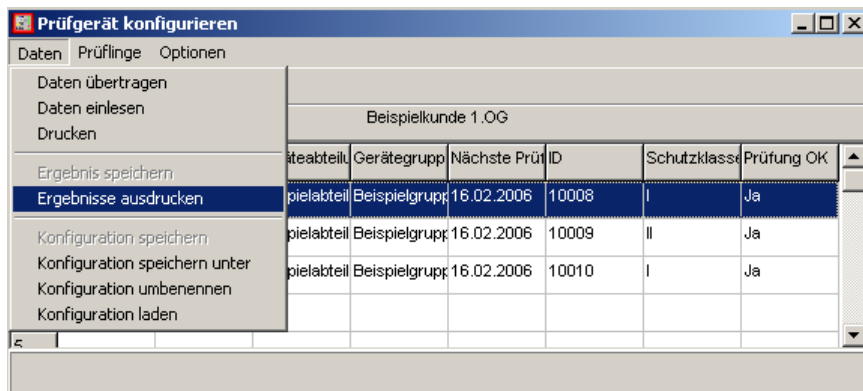 Prüfgerät konfigurieren
Daten Prüflinge Optionen
Daten übertragen
Daten einlesen
Drucken
Ergebnis speichern
Ergebnisse ausdrucken
Konfiguration speichern
Konfiguration speichern unter
Konfiguration umbenennen
Konfiguration laden
Beispielkunde 1.OG
äteabteilu Gerätegrupp Nächste Prüf ID Schutzklasse Prüfung OK
pielabteil Beispielgrupp 16.02.2006 10008 I Ja
pielabteil Beispielgrupp 16.02.2006 10009 II Ja
pielabteil Beispielgrupp 16.02.2006 10010 I Ja
5